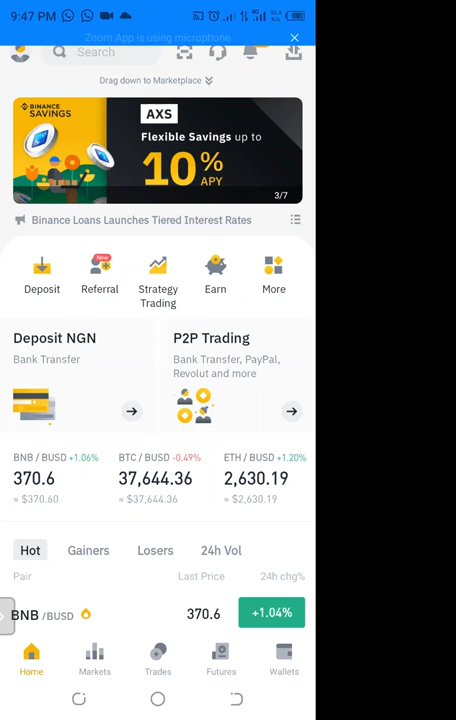 9:47 PM
Zoom App is using microphone
Search
Drag down to Marketplace
BINANCE
SAVINGS
AXS
Flexible Savings up to
10%
APY
3/7
Binance Loans Launches Tiered Interest Rates
New
Deposit Referral Strategy Trading Earn More
Deposit NGN
Bank Transfer
P2P Trading
Bank Transfer, PayPal,
Revolut and more
BNB / BUSD +1.06% BTC / BUSD -0.49% ETH / BUSD +1.20%
370.6 37,644.36 2,630.19
≈ $370.60 ≈ $37,644.36 ≈ $2,630.19
Hot Gainers Losers 24h Vol
Pair Last Price 24h chg%
BNB /BUSD 370.6 +1.04%
Home Markets Trades Futures Wallets